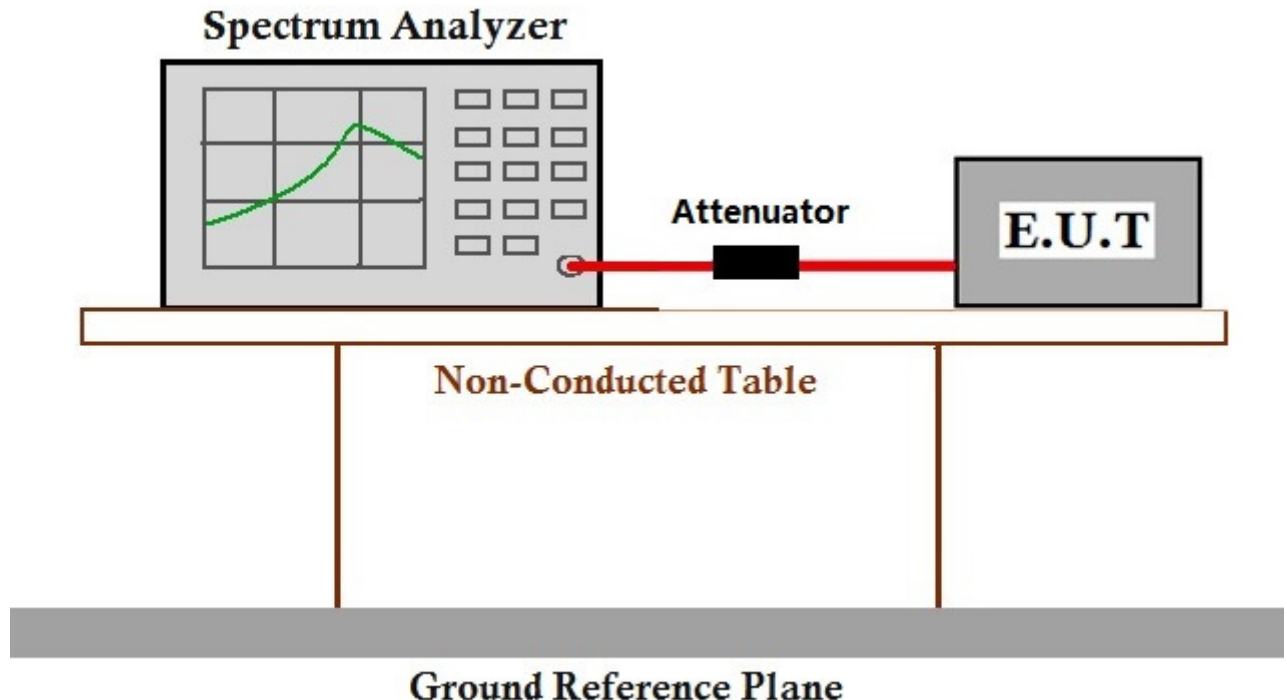 Spectrum Analyzer
Attenuator
E.U.T
Non-Conducted Table
Ground Reference Plane